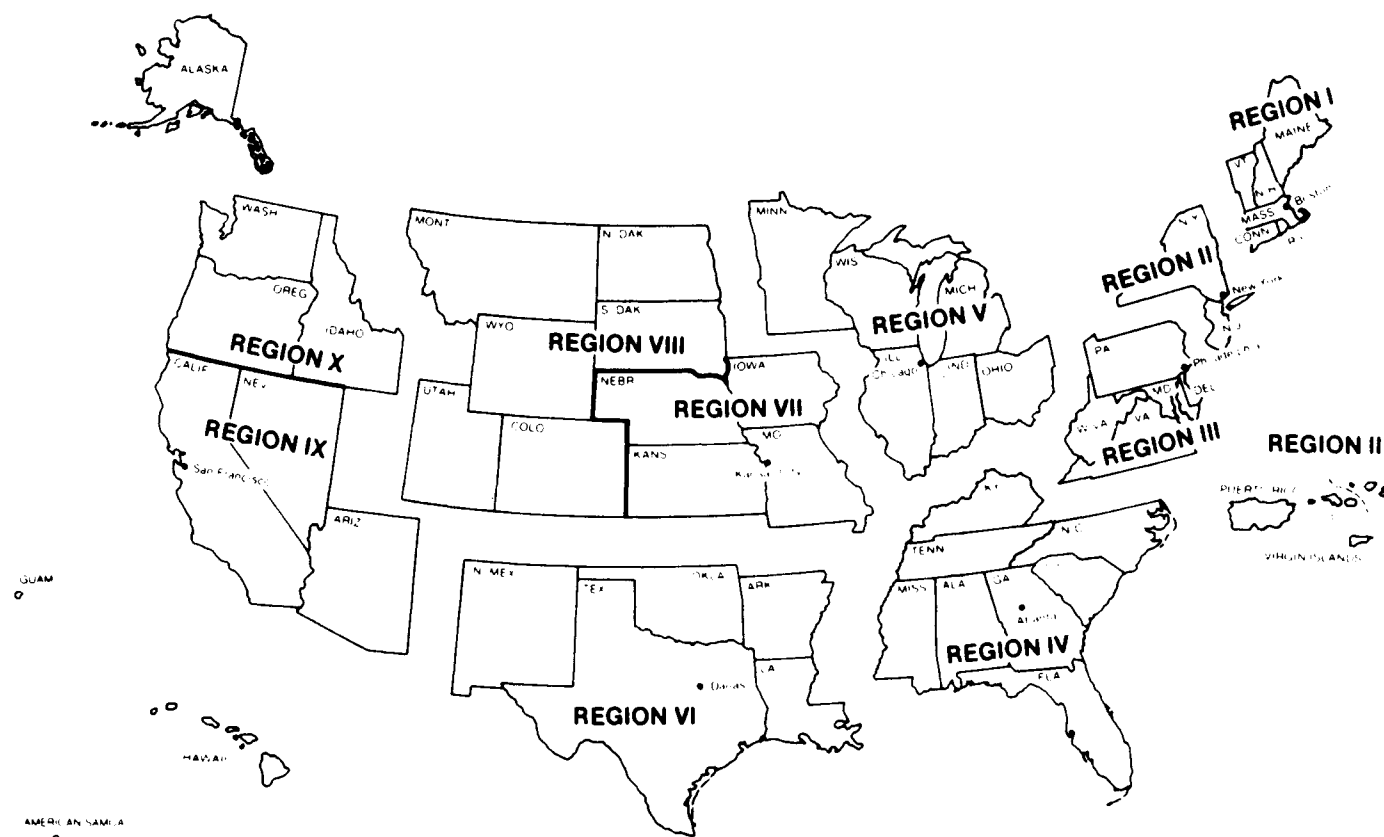 ALASKA
REGION I
MAINE
VT
N.H
Boston
MASS
CONN
R.I.
WASH
MONT
N. DAK
MINN
N.Y.
OREG
WIS
MICH
REGION II
New York
IDAHO
WYO
S. DAK
REGION V
N.J.
REGION X
REGION VIII
PA
CALIF
NEV
UTAH
NEBR
IOWA
ILL
Chicago
IND
OHIO
MD
DEL
REGION IX
COLO
REGION VII
W. VA
VA
REGION III
REGION II
San Francisco
KANS
MO
Kansas City
KY
PUERTO RICO
ARIZ
TENN
N.C.
VIRGIN ISLANDS
GUAM
N. MEX
TEX
OKLA
ARK
MISS
ALA
GA
Atlanta
REGION IV
LA
Dallas
FLA
REGION VI
HAWAII
AMERICAN SAMOA